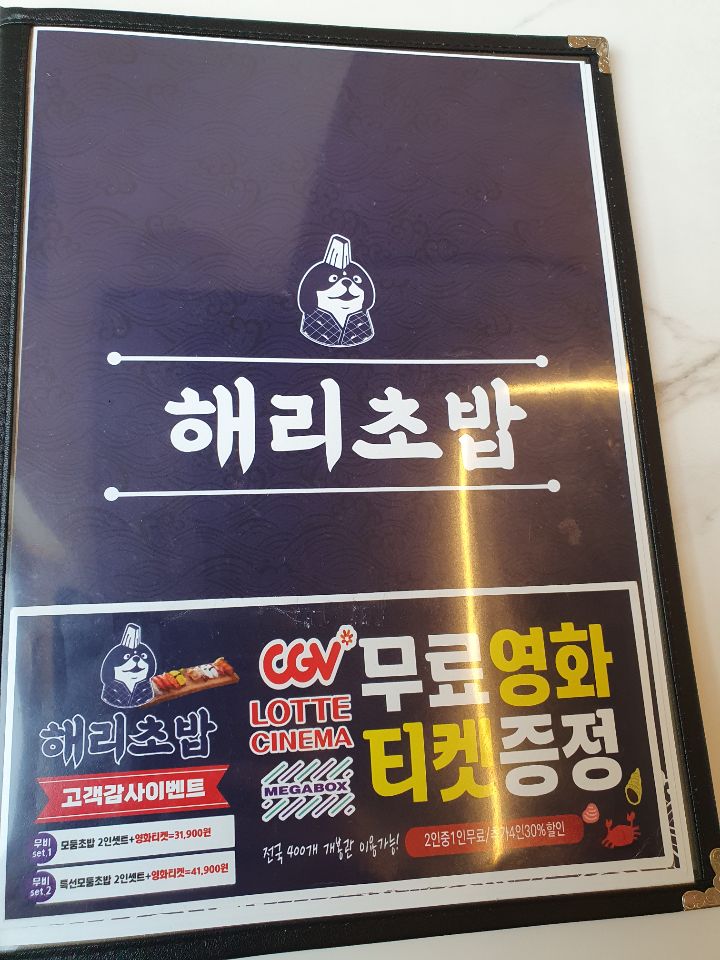 해리초밥
해리초밥
고객감사이벤트
무비 set.1 모둠초밥 2인셋트+영화티켓=31,900원
무비 set.2 특선모둠초밥 2인셋트+영화티켓=41,900원
CGV
LOTTE
CINEMA
MEGABOX
무료영화
티켓증정
전국 400개 개봉관 이용가능!
2인중1인무료/추가4인30%할인